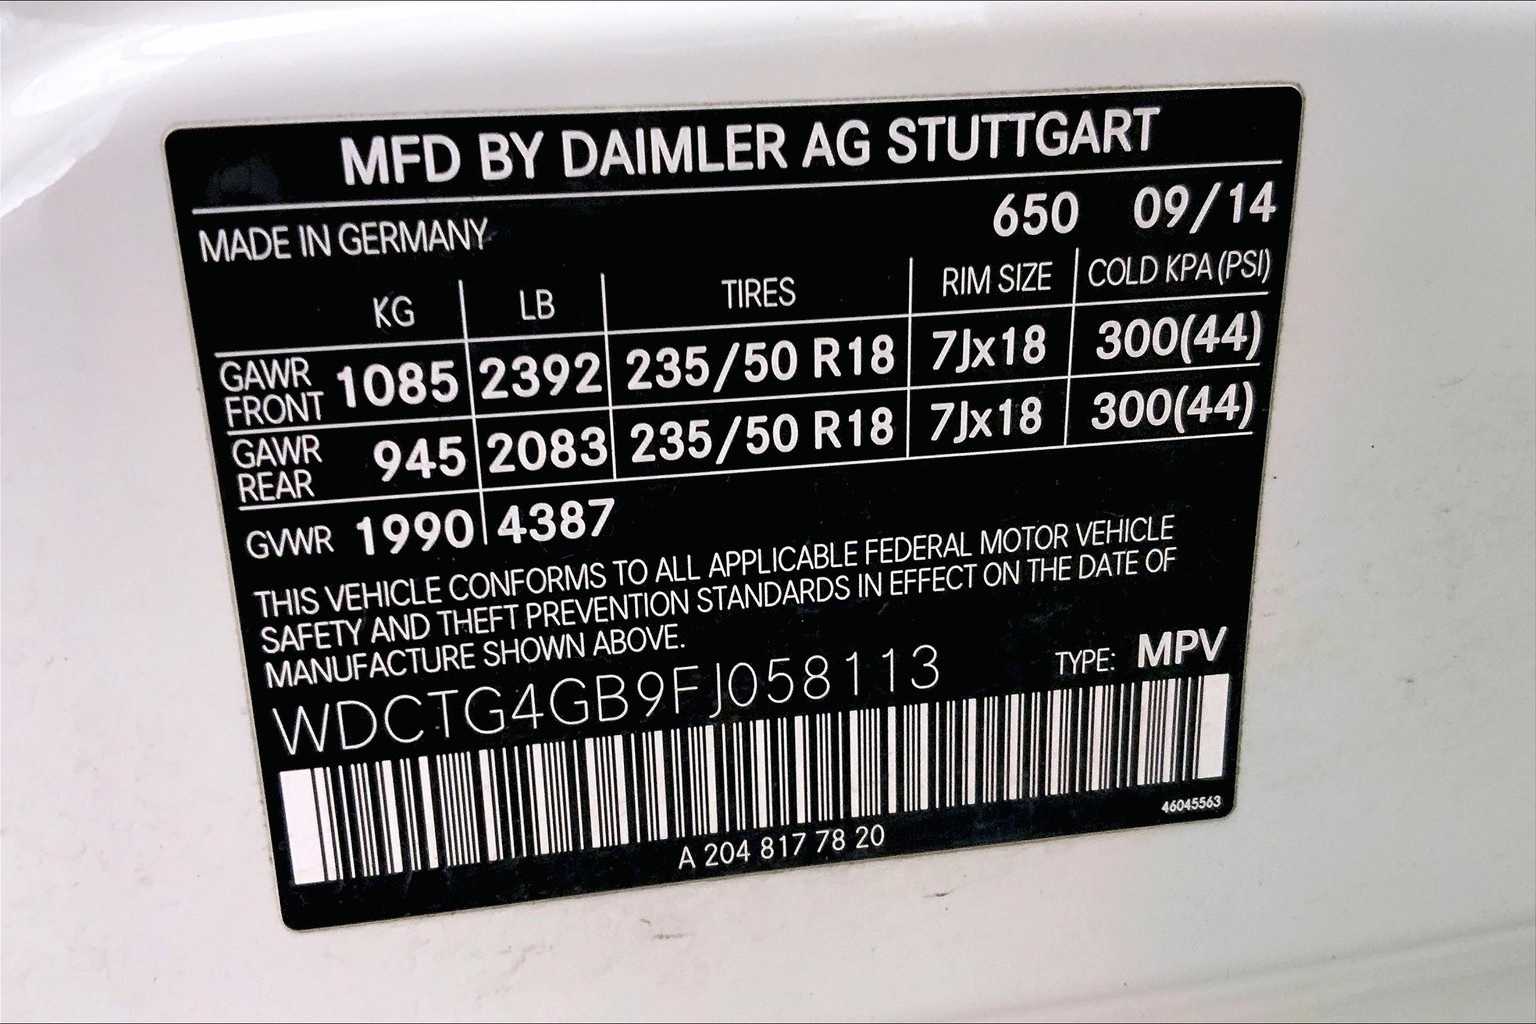 MFD BY DAIMLER AG STUTTGART
MADE IN GERMANY 650 09/14
KG LB TIRES RIM SIZE COLD KPA (PSI)
GAWR FRONT 1085 2392 235/50 R18 7Jx18 300(44)
GAWR REAR 945 2083 235/50 R18 7Jx18 300(44)
GVWR 1990 4387
THIS VEHICLE CONFORMS TO ALL APPLICABLE FEDERAL MOTOR VEHICLE
SAFETY AND THEFT PREVENTION STANDARDS IN EFFECT ON THE DATE OF
MANUFACTURE SHOWN ABOVE.
WDCTG4GB9FJ058113 TYPE: MPV
46045563
A 204 817 78 20